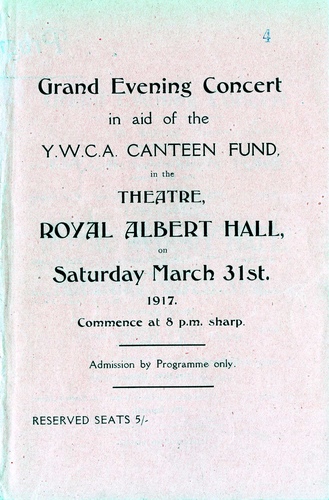 4
Grand Evening Concert
in aid of the
Y.W.C.A. CANTEEN FUND,
in the
THEATRE,
ROYAL ALBERT HALL,
on
Saturday March 31st.
1917.
Commence at 8 p.m. sharp.
Admission by Programme only.
RESERVED SEATS 5/-